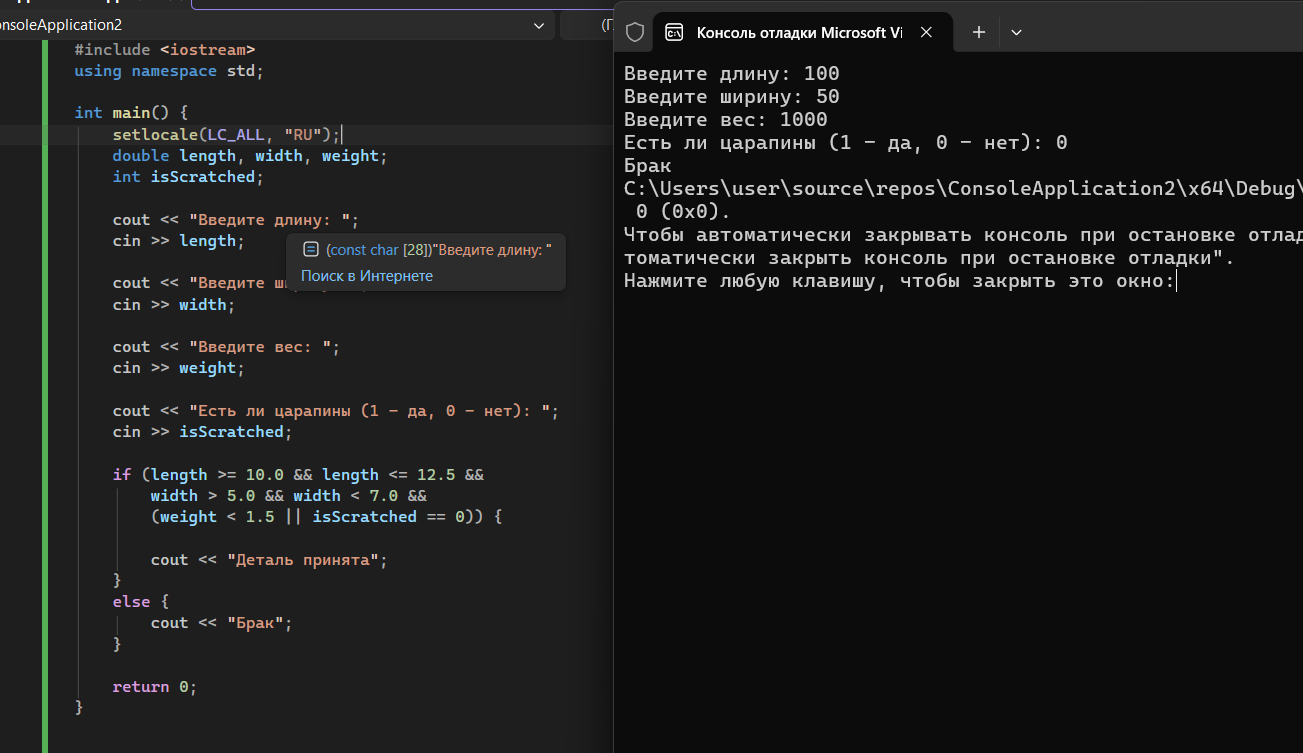 onsoleApplication2
#include <iostream>
using namespace std;
int main() {
setlocale(LC_ALL, "RU");
double length, width, weight;
int isScratched;
cout << "Введите длину: ";
cin >> length;
(const char [28])"Введите длину: "
Поиск в Интернете
cout << "Введите
cin >> width;
cout << "Введите вес: ";
cin >> weight;
cout << "Есть ли царапины (1 - да, 0 - нет): ";
cin >> isScratched;
if (length >= 10.0 && length <= 12.5 &&
width > 5.0 && width < 7.0 &&
(weight < 1.5 || isScratched == 0)) {
cout << "Деталь принята";
}
else {
cout << "Брак";
}
return 0;
}
Консоль отладки Microsoft Vi
Введите длину: 100
Введите ширину: 50
Введите вес: 1000
Есть ли царапины (1 - да, 0 - нет): 0
Брак
C:\Users\user\source\repos\ConsoleApplication2\x64\Debug\
0 (0x0).
Чтобы автоматически закрывать консоль при остановке отлад
томатически закрыть консоль при остановке отладки".
Нажмите любую клавишу, чтобы закрыть это окно: